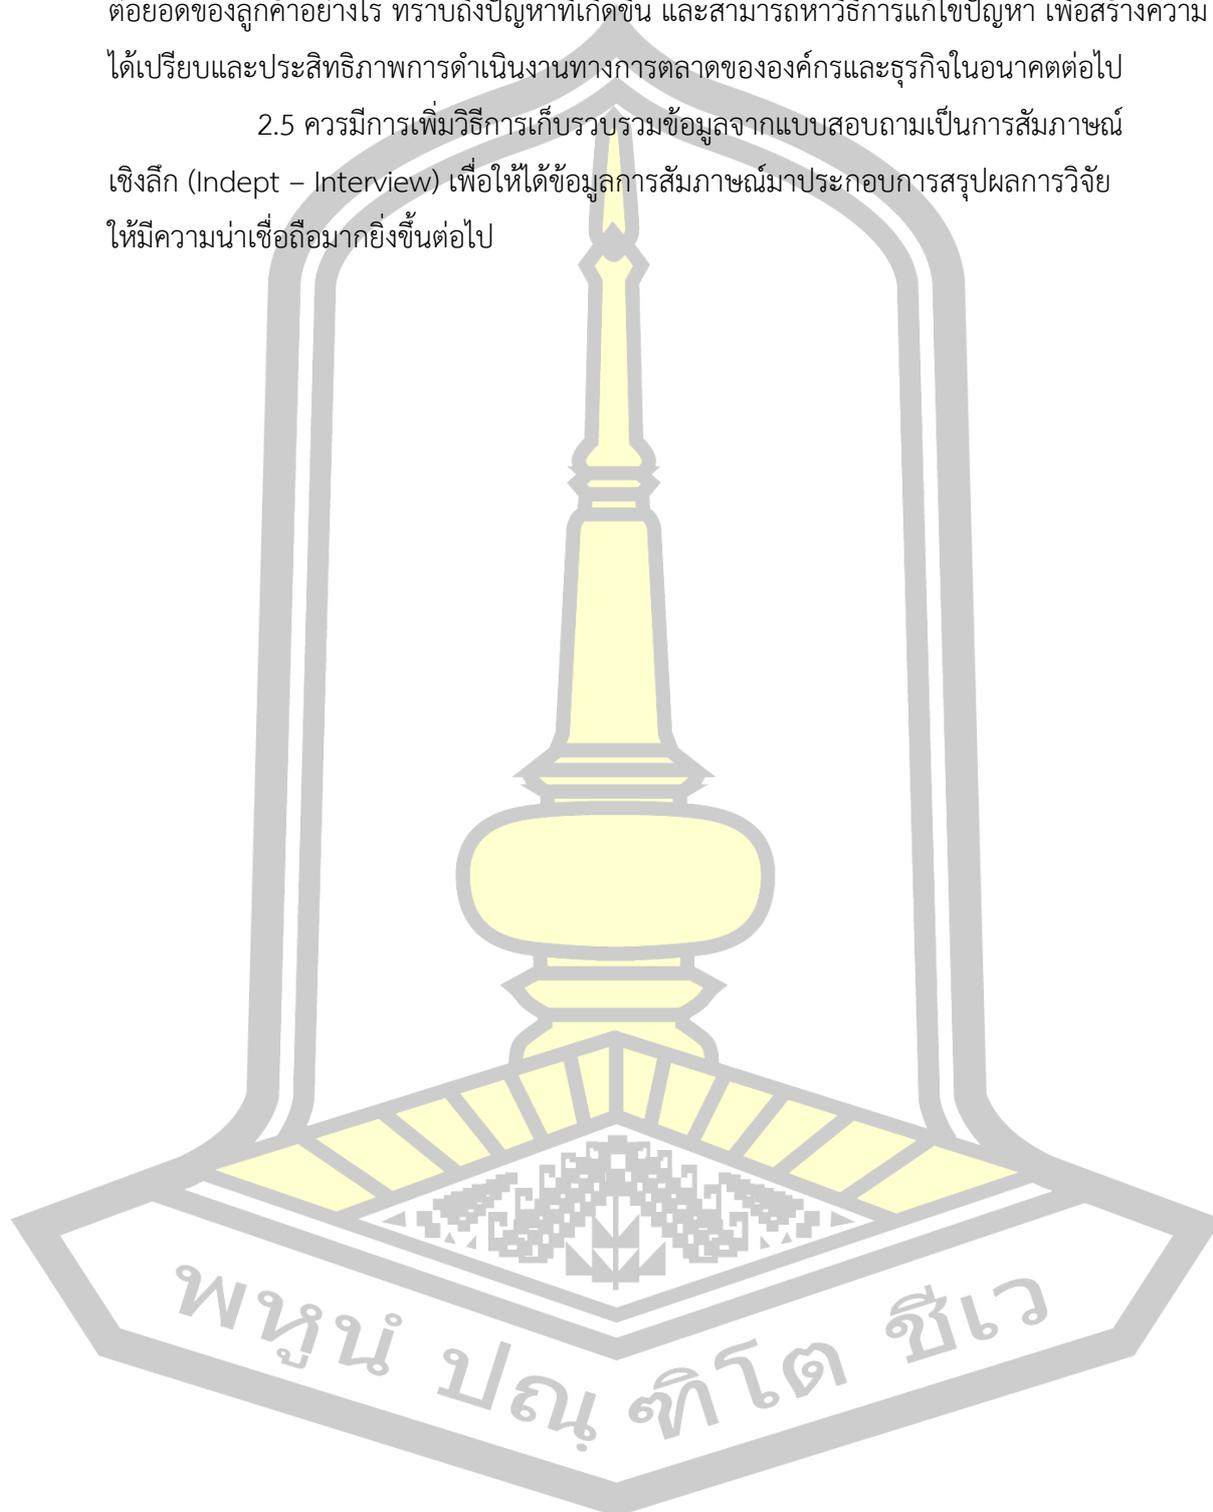 ต่อยอดของลูกค้าอย่างไร ทราบถึงปัญหาที่เกิดขึ้น และสามารถหาวิธีการแก้ไขปัญหา เพื่อสร้างความ
ได้เปรียบและประสิทธิภาพการดำเนินงานทางการตลาดขององค์กรและธุรกิจในอนาคตต่อไป
2.5 ควรมีการเพิ่มวิธีการเก็บรวบรวมข้อมูลจากแบบสอบถามเป็นการสัมภาษณ์
เชิงลึก (Indept – Interview) เพื่อให้ได้ข้อมูลการสัมภาษณ์มาประกอบการสรุปผลการวิจัย
ให้มีความน่าเชื่อถือมากยิ่งขึ้นต่อไป
พหูนํ ปณฺฑิโต ชีเว